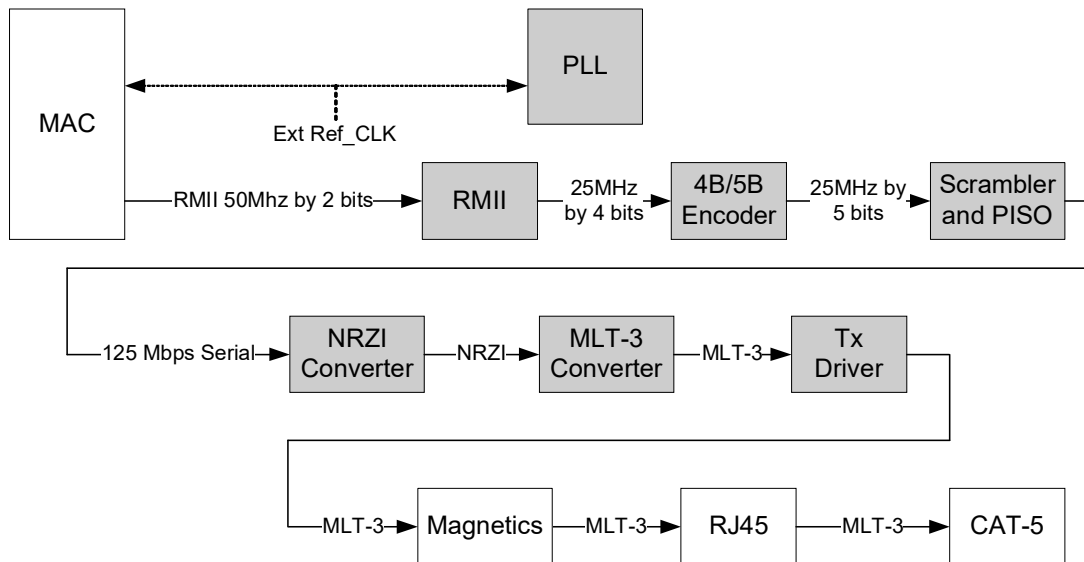 PLL
MAC
Ext Ref_CLK
RMII 50Mhz by 2 bits
RMII
25MHz
by 4 bits
4B/5B
Encoder
25MHz by
5 bits
Scrambler
and PISO
125 Mbps Serial
NRZI
Converter
NRZI
MLT-3
Converter
MLT-3
Tx
Driver
MLT-3
Magnetics
MLT-3
RJ45
MLT-3
CAT-5